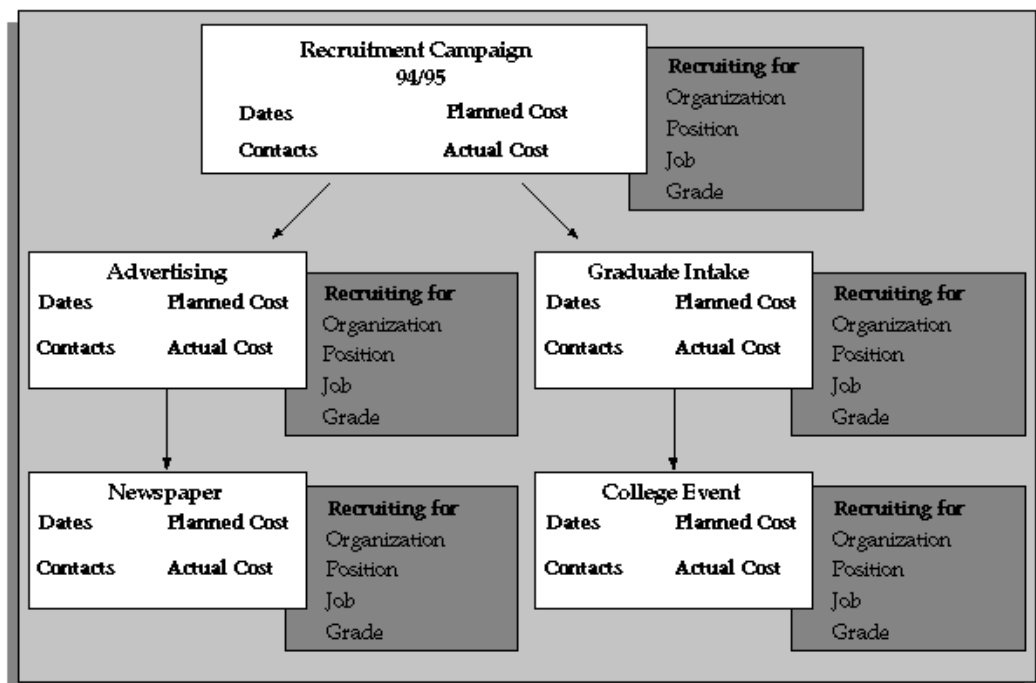 Recruitment Campaign
94/95
Dates Planned Cost
Contacts Actual Cost
Recruiting for
Organization
Position
Job
Grade
Advertising
Dates Planned Cost
Contacts Actual Cost
Recruiting for
Organization
Position
Job
Grade
Graduate Intake
Dates Planned Cost
Contacts Actual Cost
Recruiting for
Organization
Position
Job
Grade
Newspaper
Dates Planned Cost
Contacts Actual Cost
Recruiting for
Organization
Position
Job
Grade
College Event
Dates Planned Cost
Contacts Actual Cost
Recruiting for
Organization
Position
Job
Grade